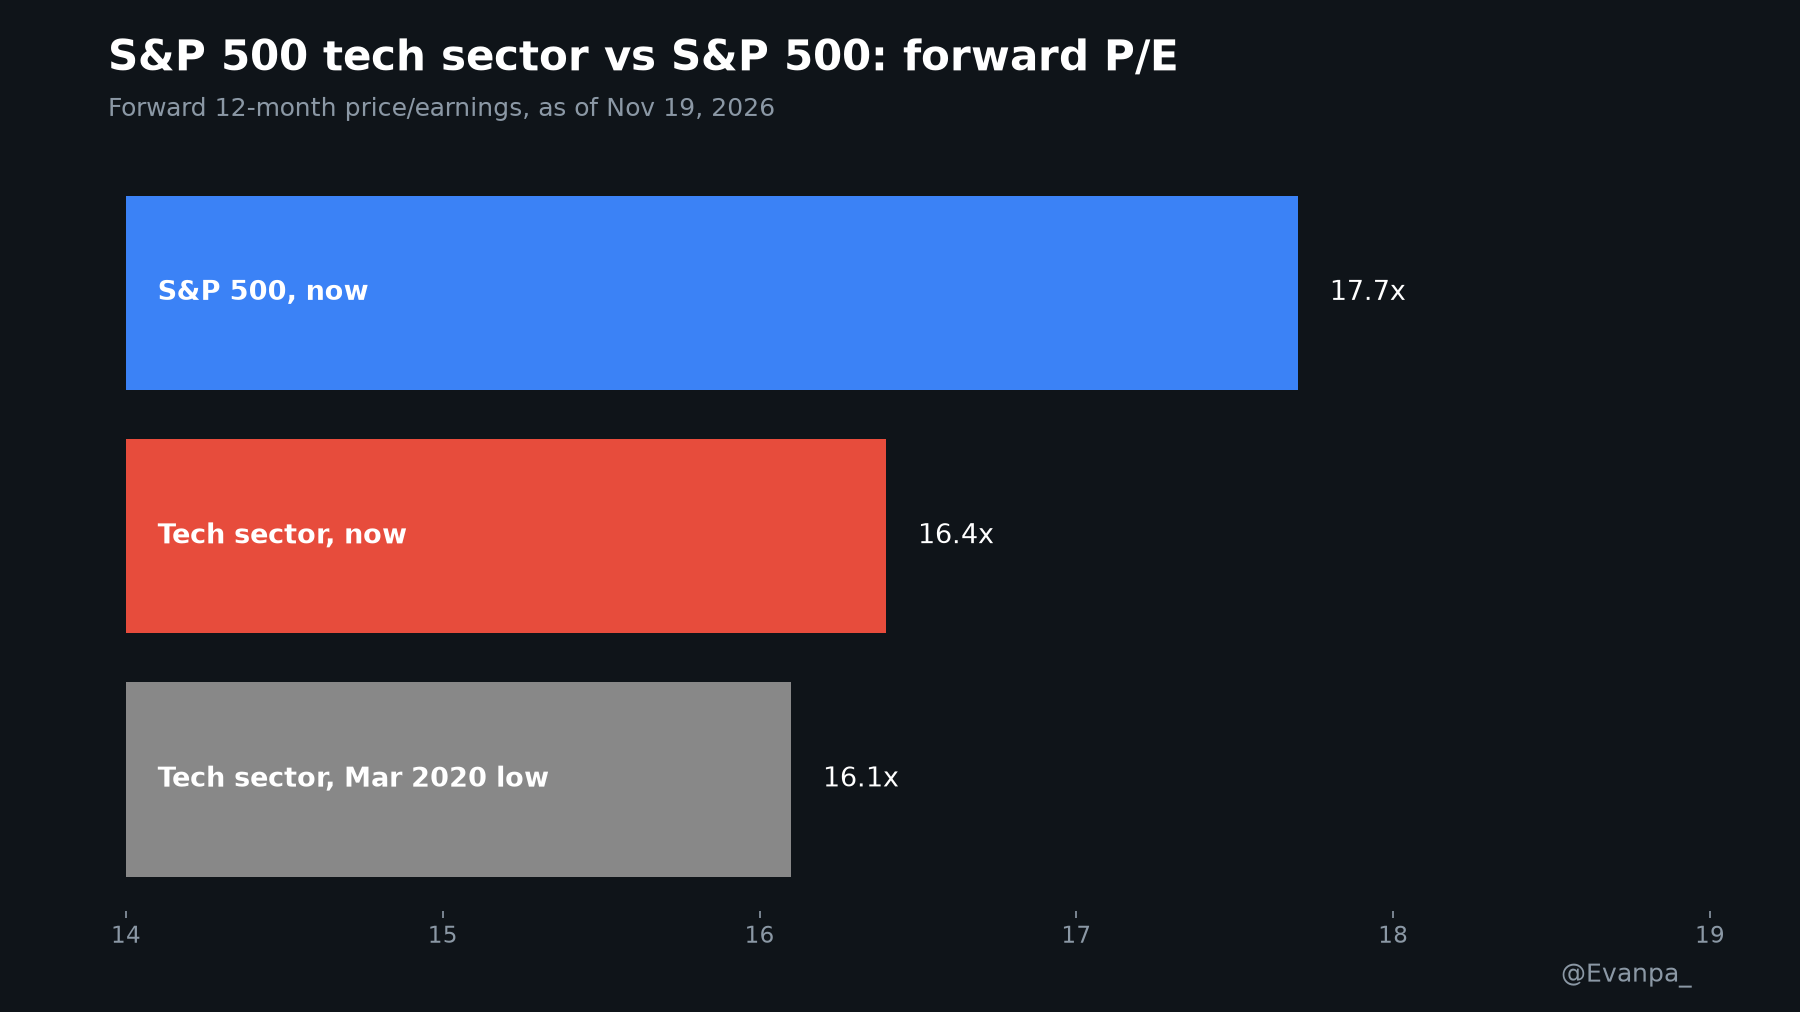 S&P 500 tech sector vs S&P 500: forward P/E
Forward 12-month price/earnings, as of Nov 19, 2026
S&P 500, now
17.7x
Tech sector, now
16.4x
Tech sector, Mar 2020 low
16.1x
14 15 16 17 18 19
@Evanpa_